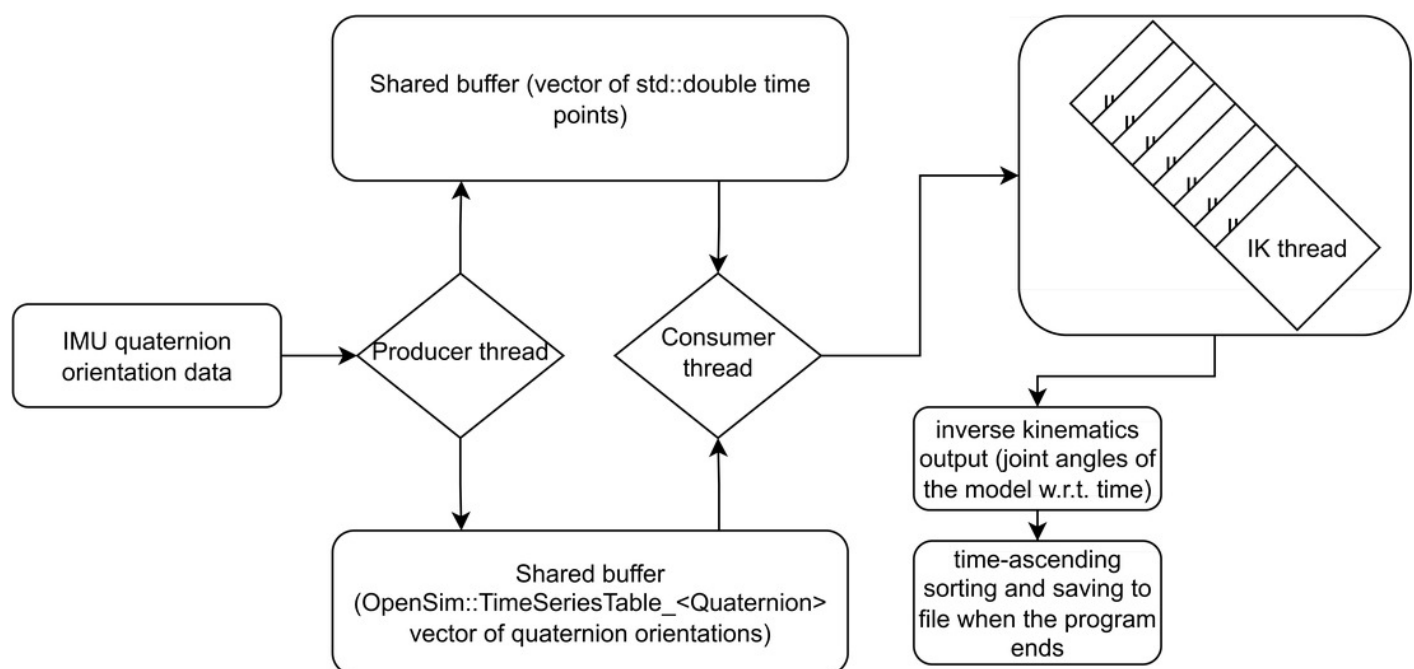 Shared buffer (vector of std::double time
points)
IK thread
IMU quaternion
orientation data
Producer thread
Consumer
thread
inverse kinematics
output (joint angles of
the model w.r.t. time)
Shared buffer
(OpenSim::TimeSeriesTable_<Quaternion>
vector of quaternion orientations)
time-ascending
sorting and saving to
file when the program
ends